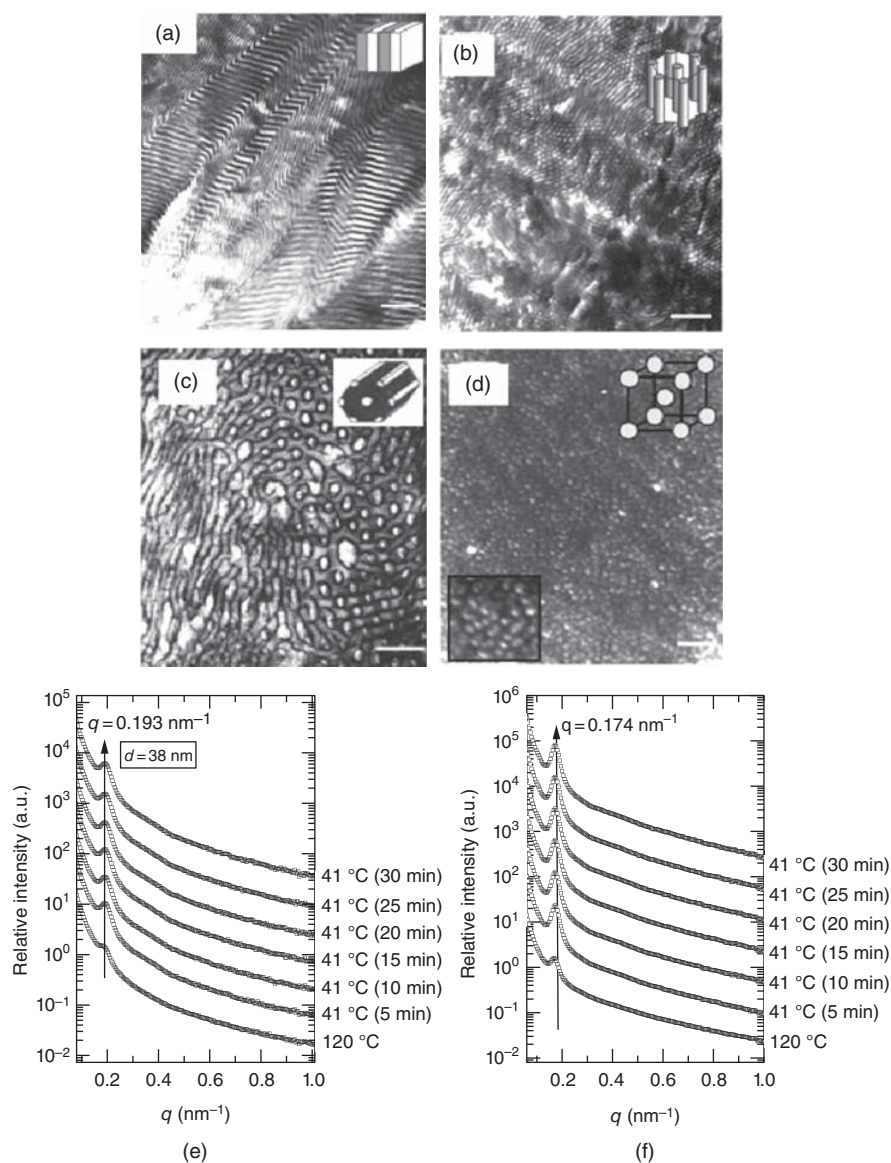 (a)
(b)
(c)
(d)
10⁵
10⁴
10³
10²
10¹
10⁰
10⁻¹
10⁻²
Relative intensity (a.u.)
q = 0.193 nm⁻¹
d = 38 nm
41 °C (30 min)
41 °C (25 min)
41 °C (20 min)
41 °C (15 min)
41 °C (10 min)
41 °C (5 min)
120 °C
0.2 0.4 0.6 0.8 1.0
q (nm⁻¹)
(e)
10⁶
10⁵
10⁴
10³
10²
10¹
10⁰
10⁻¹
10⁻²
Relative intensity (a.u.)
q = 0.174 nm⁻¹
41 °C (30 min)
41 °C (25 min)
41 °C (20 min)
41 °C (15 min)
41 °C (10 min)
41 °C (5 min)
120 °C
0.2 0.4 0.6 0.8 1.0
q (nm⁻¹)
(f)